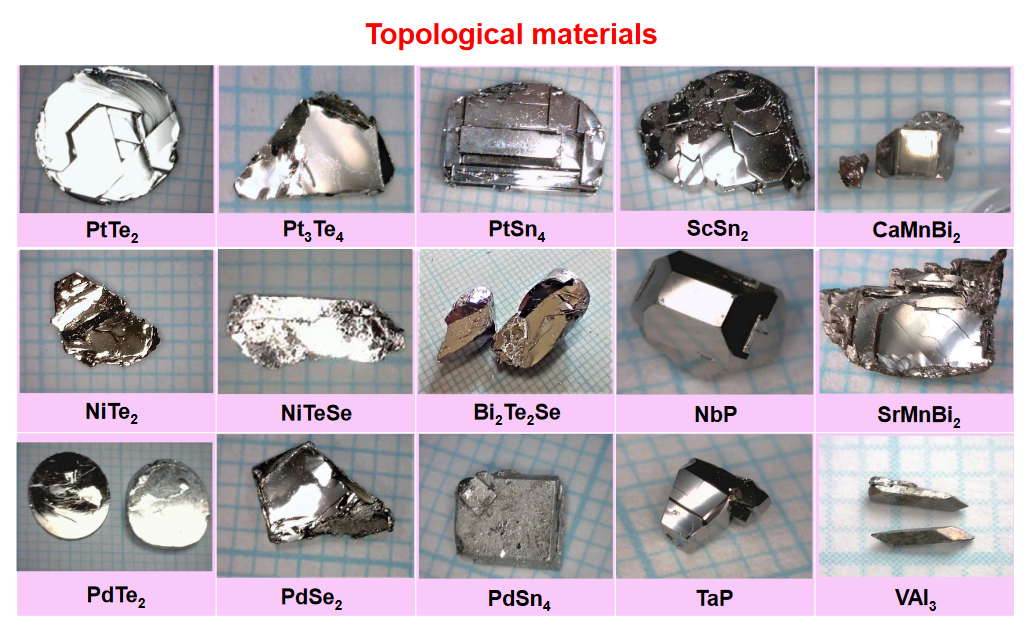 Topological materials
PtTe₂
Pt₃Te₄
PtSn₄
ScSn₂
CaMnBi₂
NiTe₂
NiTeSe
Bi₂Te₂Se
NbP
SrMnBi₂
PdTe₂
PdSe₂
PdSn₄
TaP
VAl₃